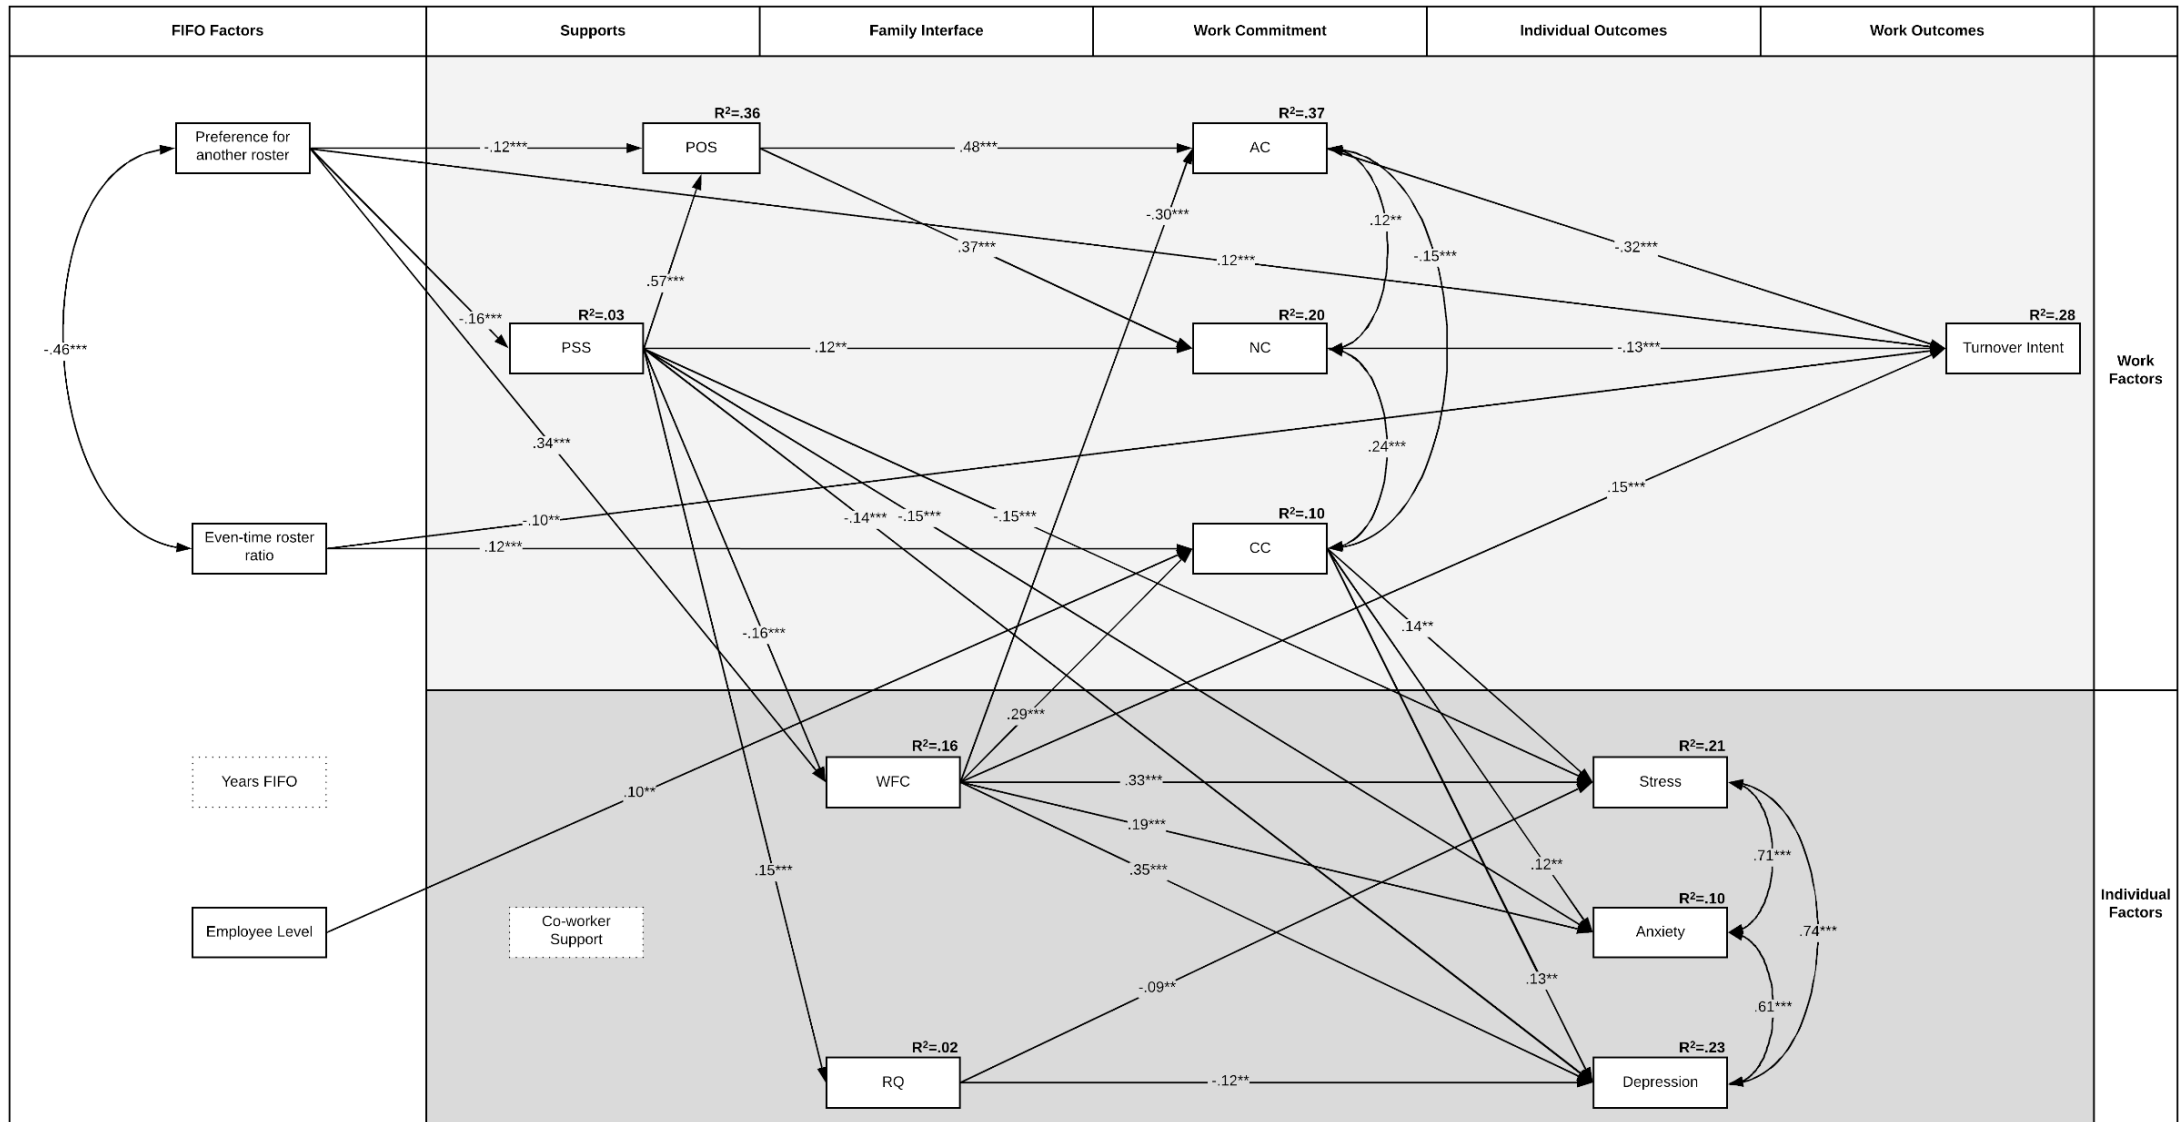 FIFO Factors
Supports
Family Interface
Work Commitment
Individual Outcomes
Work Outcomes
R²=.36
R²=.37
Preference for
another roster
-.12***
POS
.48***
AC
-.30***
.12**
-.32***
.37***
-.15***
.12***
.57***
-.16***
R²=.03
R²=.20
R²=.28
-.46***
PSS
.12**
NC
-.13***
Turnover Intent
Work
Factors
.34***
.24***
.15***
R²=.10
-.10**
-.14***
-.15***
-.15***
Even-time roster
ratio
.12***
CC
.14**
-.16***
.29***
R²=.16
R²=.21
Years FIFO
WFC
.33***
Stress
.10**
.19***
.71***
.15***
.35***
.12**
R²=.10
Individual
Factors
Employee Level
Co-worker
Support
Anxiety
.74***
-.09**
.13**
.61***
R²=.02
R²=.23
RQ
-.12**
Depression